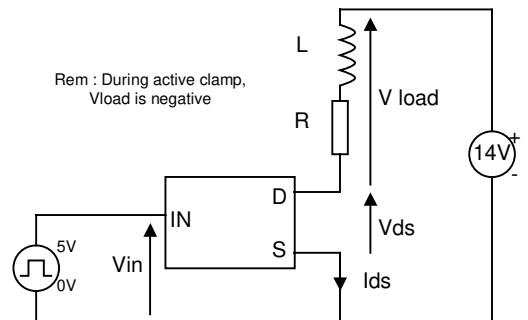 L
Rem : During active clamp,
Vload is negative
V load
R
14V
+
-
D
IN
Vds
S
5V
0V
Vin
Ids